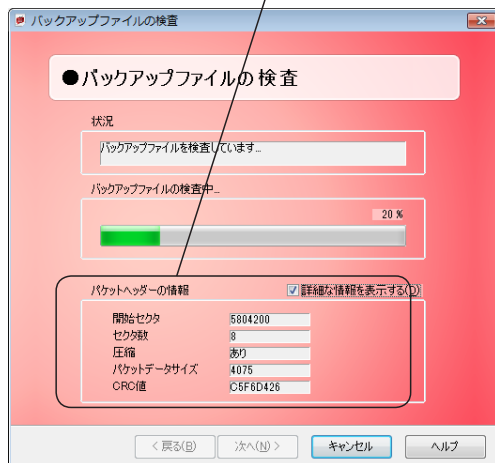 バックアップファイルの検査
●バックアップファイルの検査
状況
バックアップファイルを検査しています...
バックアップファイルの検査中...
20 %
パケットヘッダーの情報
詳細な情報を表示する(D)
開始セクタ 5804200
セクタ数 8
圧縮 あり
パケットデータサイズ 4075
CRC値 C5F6D426
< 戻る(B) 次へ(N) > キャンセル ヘルプ